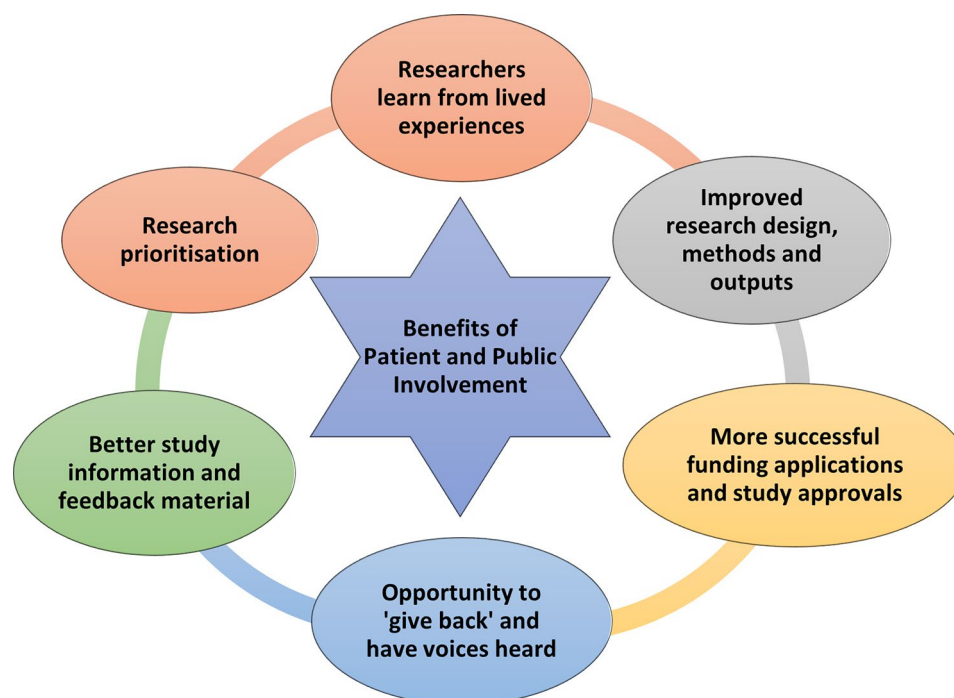 Researchers
learn from lived
experiences
Improved
research design,
methods and
outputs
More successful
funding applications
and study approvals
Opportunity to
'give back' and
have voices heard
Better study
information and
feedback material
Research
prioritisation
Benefits of
Patient and Public
Involvement